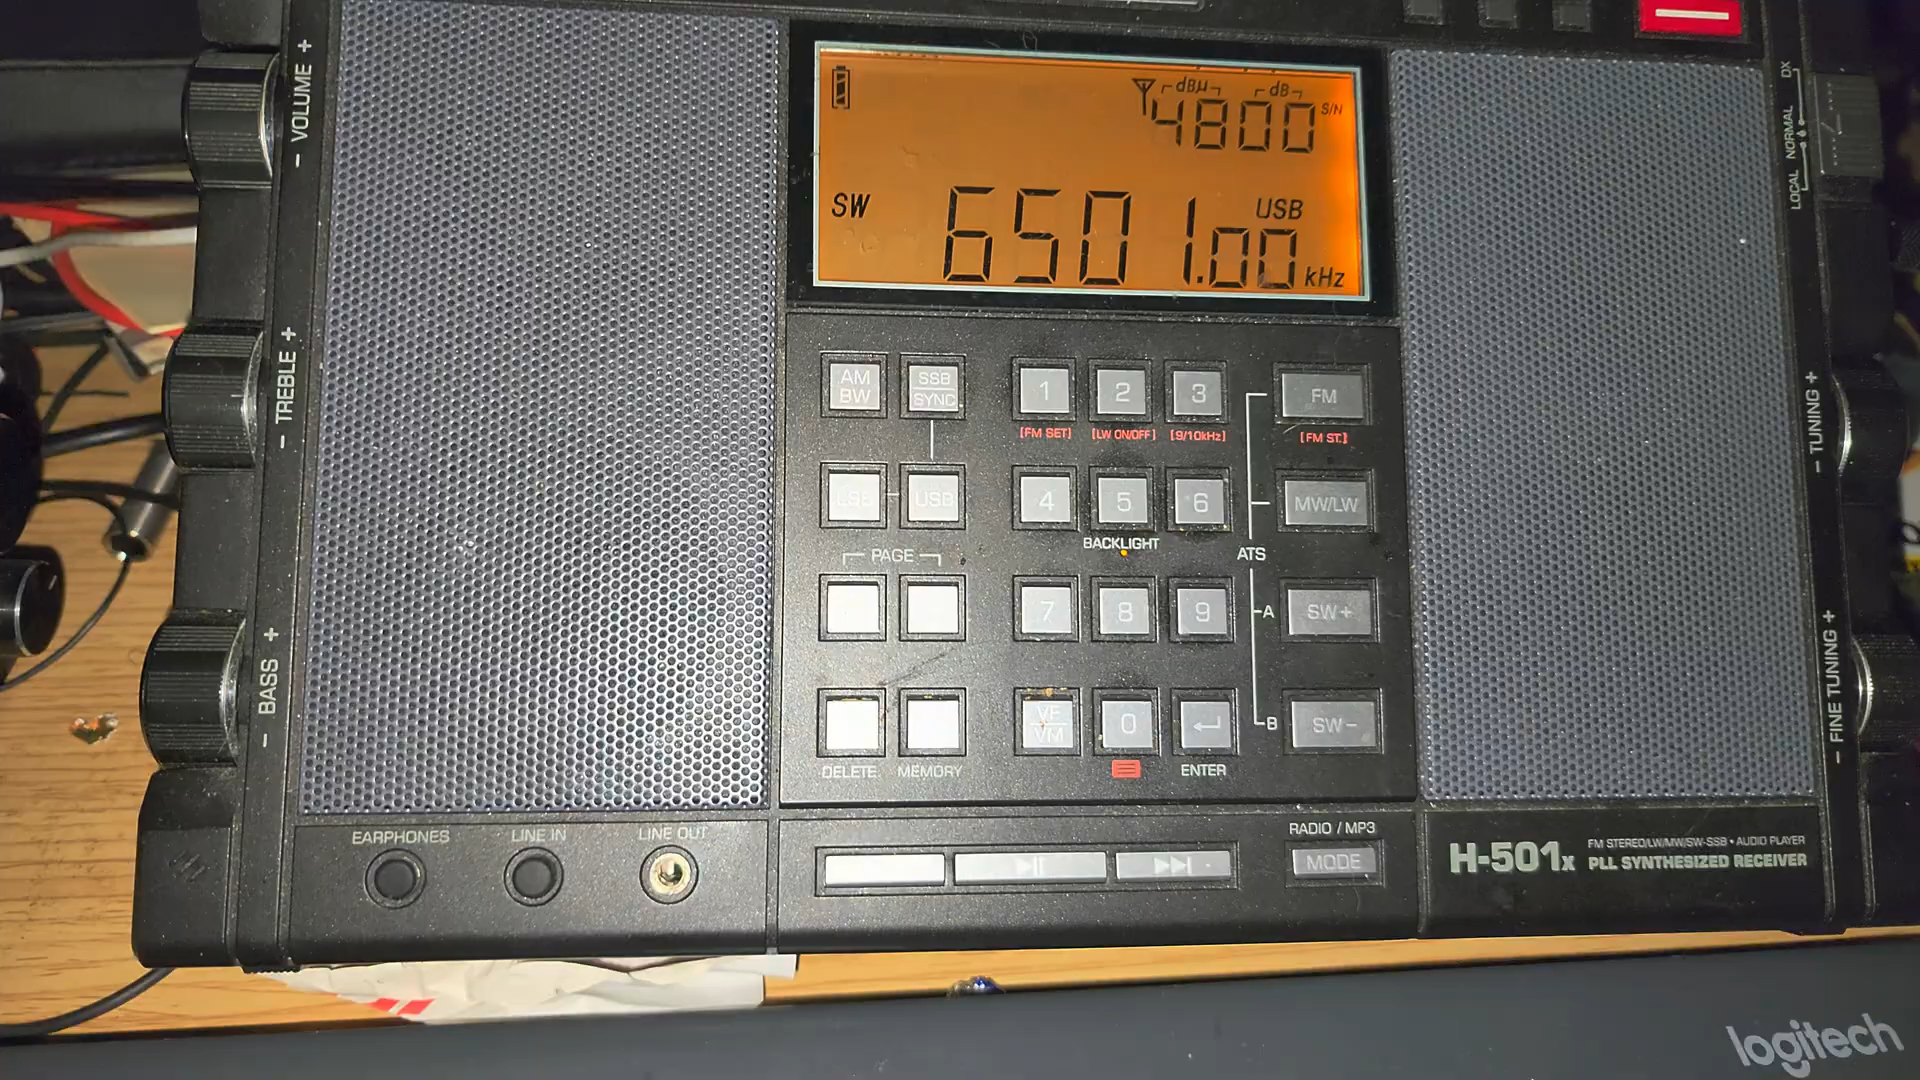 VOLUME
TREBLE
BASS
dBµ
dB
4800
S/N
SW
6501.00
USB
kHz
DX
NORMAL
LOCAL
TUNING
FINE TUNING
AM
BW
SSB
SYNC
LSB
USB
PAGE
DELETE
MEMORY
1 2 3
[FM SET] [LW ON/OFF] [9/10kHz]
4 5 6
BACKLIGHT
7 8 9
VF
VM
0
ENTER
FM
[FM ST.]
MW/LW
ATS
A
SW+
B
SW-
EARPHONES
LINE IN
LINE OUT
RADIO / MP3
MODE
H-501x
FM STEREO/LW/MW/SW-SSB • AUDIO PLAYER
PLL SYNTHESIZED RECEIVER
logitech